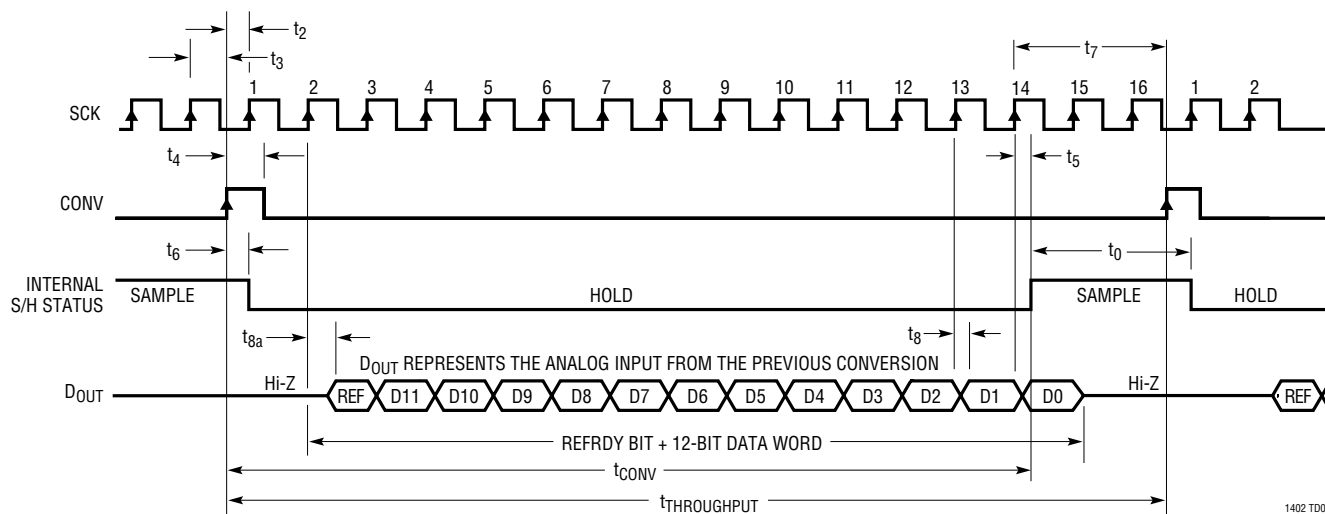 t2
t3
t7
1 2 3 4 5 6 7 8 9 10 11 12 13 14 15 16 1 2
SCK
t4
t5
CONV
t6
t0
INTERNAL
S/H STATUS
SAMPLE HOLD SAMPLE HOLD
t8a
t8
DOUT REPRESENTS THE ANALOG INPUT FROM THE PREVIOUS CONVERSION
DOUT
Hi-Z REF D11 D10 D9 D8 D7 D6 D5 D4 D3 D2 D1 D0 Hi-Z REF
REFRDY BIT + 12-BIT DATA WORD
tCONV
tTHROUGHPUT
1402